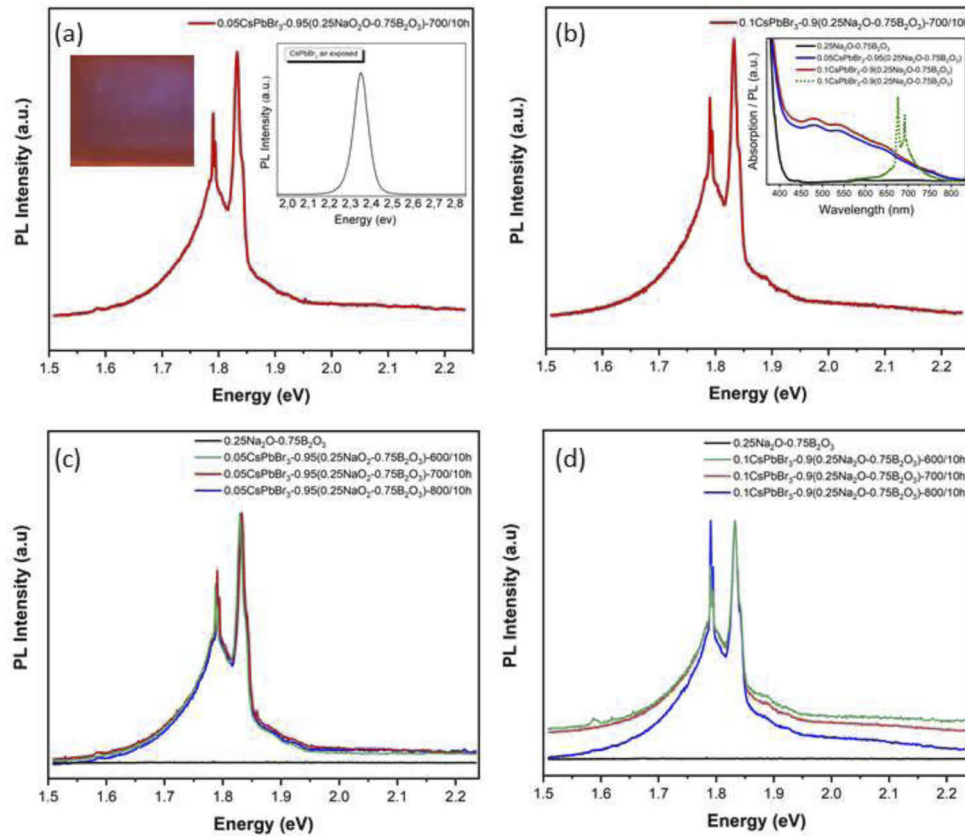 (a)
0.05CsPbBr₃-0.95(0.25NaO₃O-0.75B₂O₃)-700/10h
CsPbBr₃ air exposed
PL Intensity (a.u.)
2,0 2,1 2,2 2,3 2,4 2,5 2,6 2,7 2,8
Energy (ev)
PL Intensity (a.u.)
1.5 1.6 1.7 1.8 1.9 2.0 2.1 2.2
Energy (eV)
(b)
0.1CsPbBr₃-0.9(0.25Na₂O-0.75B₂O₃)-700/10h
0.25Na₂O-0.75B₂O₃
0.05CsPbBr₃-0.95(0.25Na₂O-0.75B₂O₃)
0.1CsPbBr₃-0.9(0.25Na₂O-0.75B₂O₃)
0.1CsPbBr₃-0.9(0.25Na₂O-0.75B₂O₃)
Absorption / PL (a.u.)
400 450 500 550 600 650 700 750 800
Wavelength (nm)
PL Intensity (a.u.)
1.5 1.6 1.7 1.8 1.9 2.0 2.1 2.2
Energy (eV)
(c)
0.25Na₂O-0.75B₂O₃
0.05CsPbBr₃-0.95(0.25NaO₂-0.75B₂O₃)-600/10h
0.05CsPbBr₃-0.95(0.25NaO₂-0.75B₂O₃)-700/10h
0.05CsPbBr₃-0.95(0.25NaO₂-0.75B₂O₃)-800/10h
PL Intensity (a.u)
1.5 1.6 1.7 1.8 1.9 2.0 2.1 2.2
Energy (eV)
(d)
0.25Na₂O-0.75B₂O₃
0.1CsPbBr₃-0.9(0.25Na₂O-0.75B₂O₃)-600/10h
0.1CsPbBr₃-0.9(0.25Na₂O-0.75B₂O₃)-700/10h
0.1CsPbBr₃-0.9(0.25Na₂O-0.75B₂O₃)-800/10h
PL Intensity (a.u)
1.5 1.6 1.7 1.8 1.9 2.0 2.1 2.2
Energy (eV)